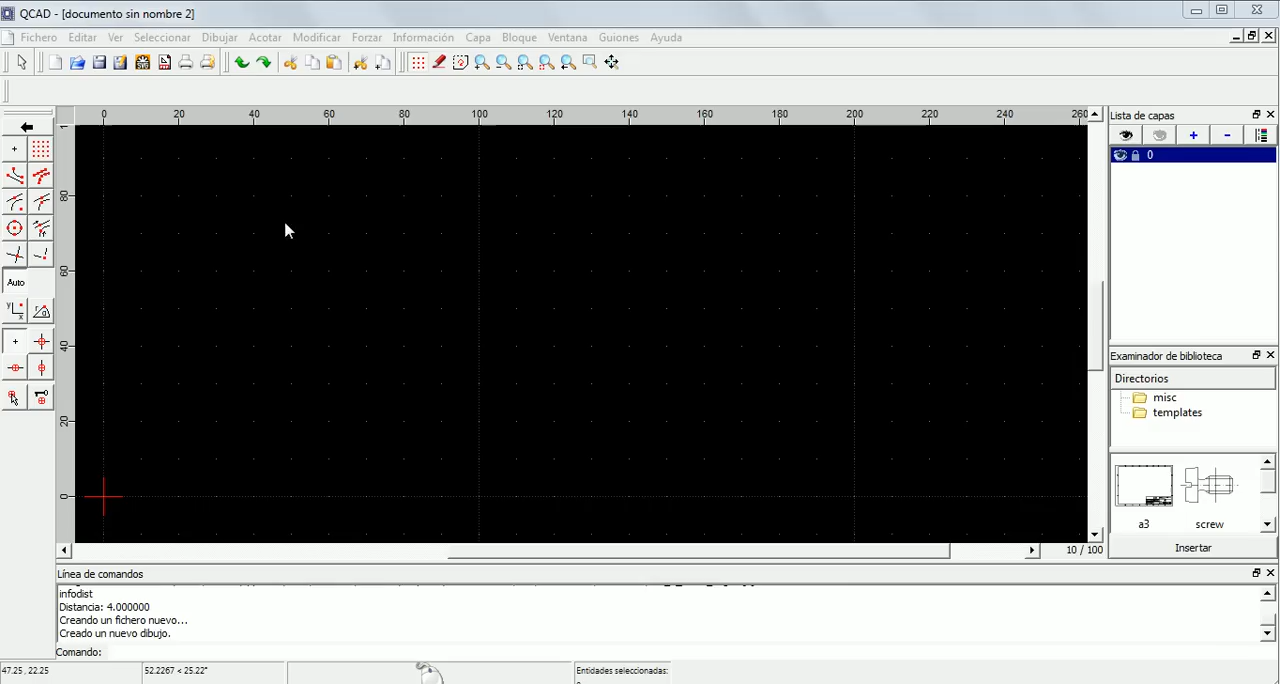 QCAD - [documento sin nombre 2]
Fichero Editar Ver Seleccionar Dibujar Acotar Modificar Forzar Información Capa Bloque Ventana Guiones Ayuda
0 20 40 60 80 100 120 140 160 180 200 220 240 260
80
60
40
20
0
Auto
Lista de capas
0
Examinador de biblioteca
Directorios
misc
templates
a3 screw
Insertar
10 / 100
Línea de comandos
infodist
Distancia: 4.000000
Creando un fichero nuevo...
Creado un nuevo dibujo.
Comando:
47.25 , 22.25
52.2267 < 25.22°
Entidades seleccionadas: